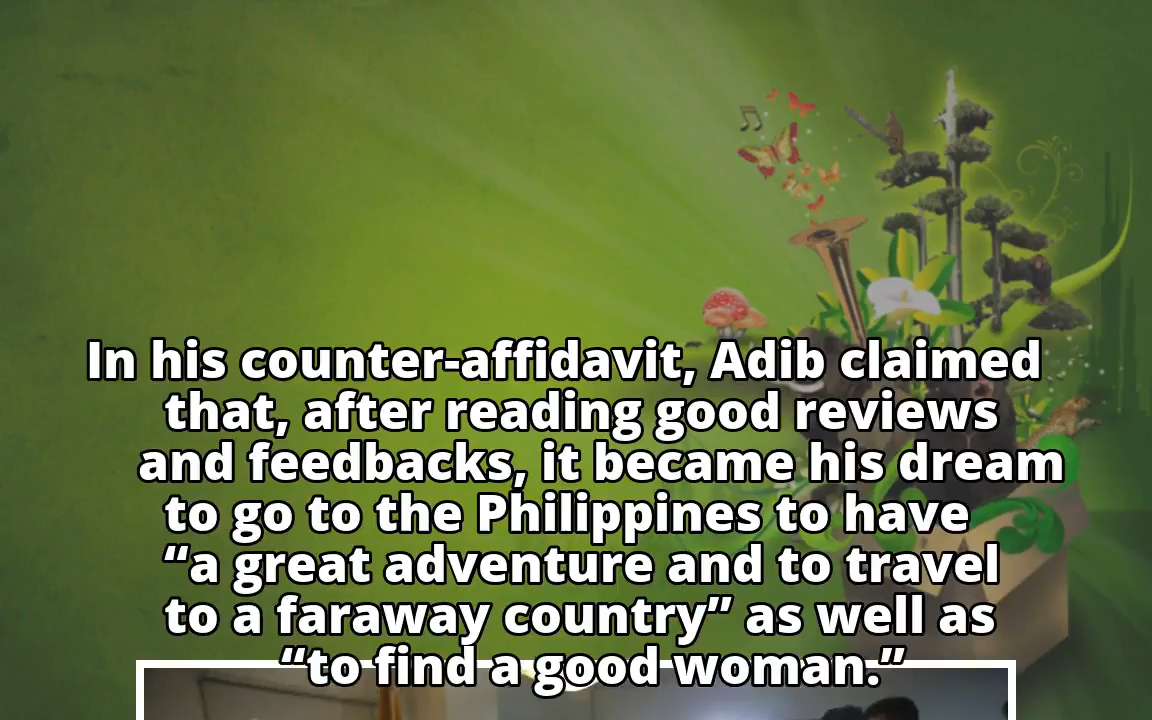 In his counter-affidavit, Adib claimed
that, after reading good reviews
and feedbacks, it became his dream
to go to the Philippines to have
“a great adventure and to travel
to a faraway country” as well as
“to find a good woman.”